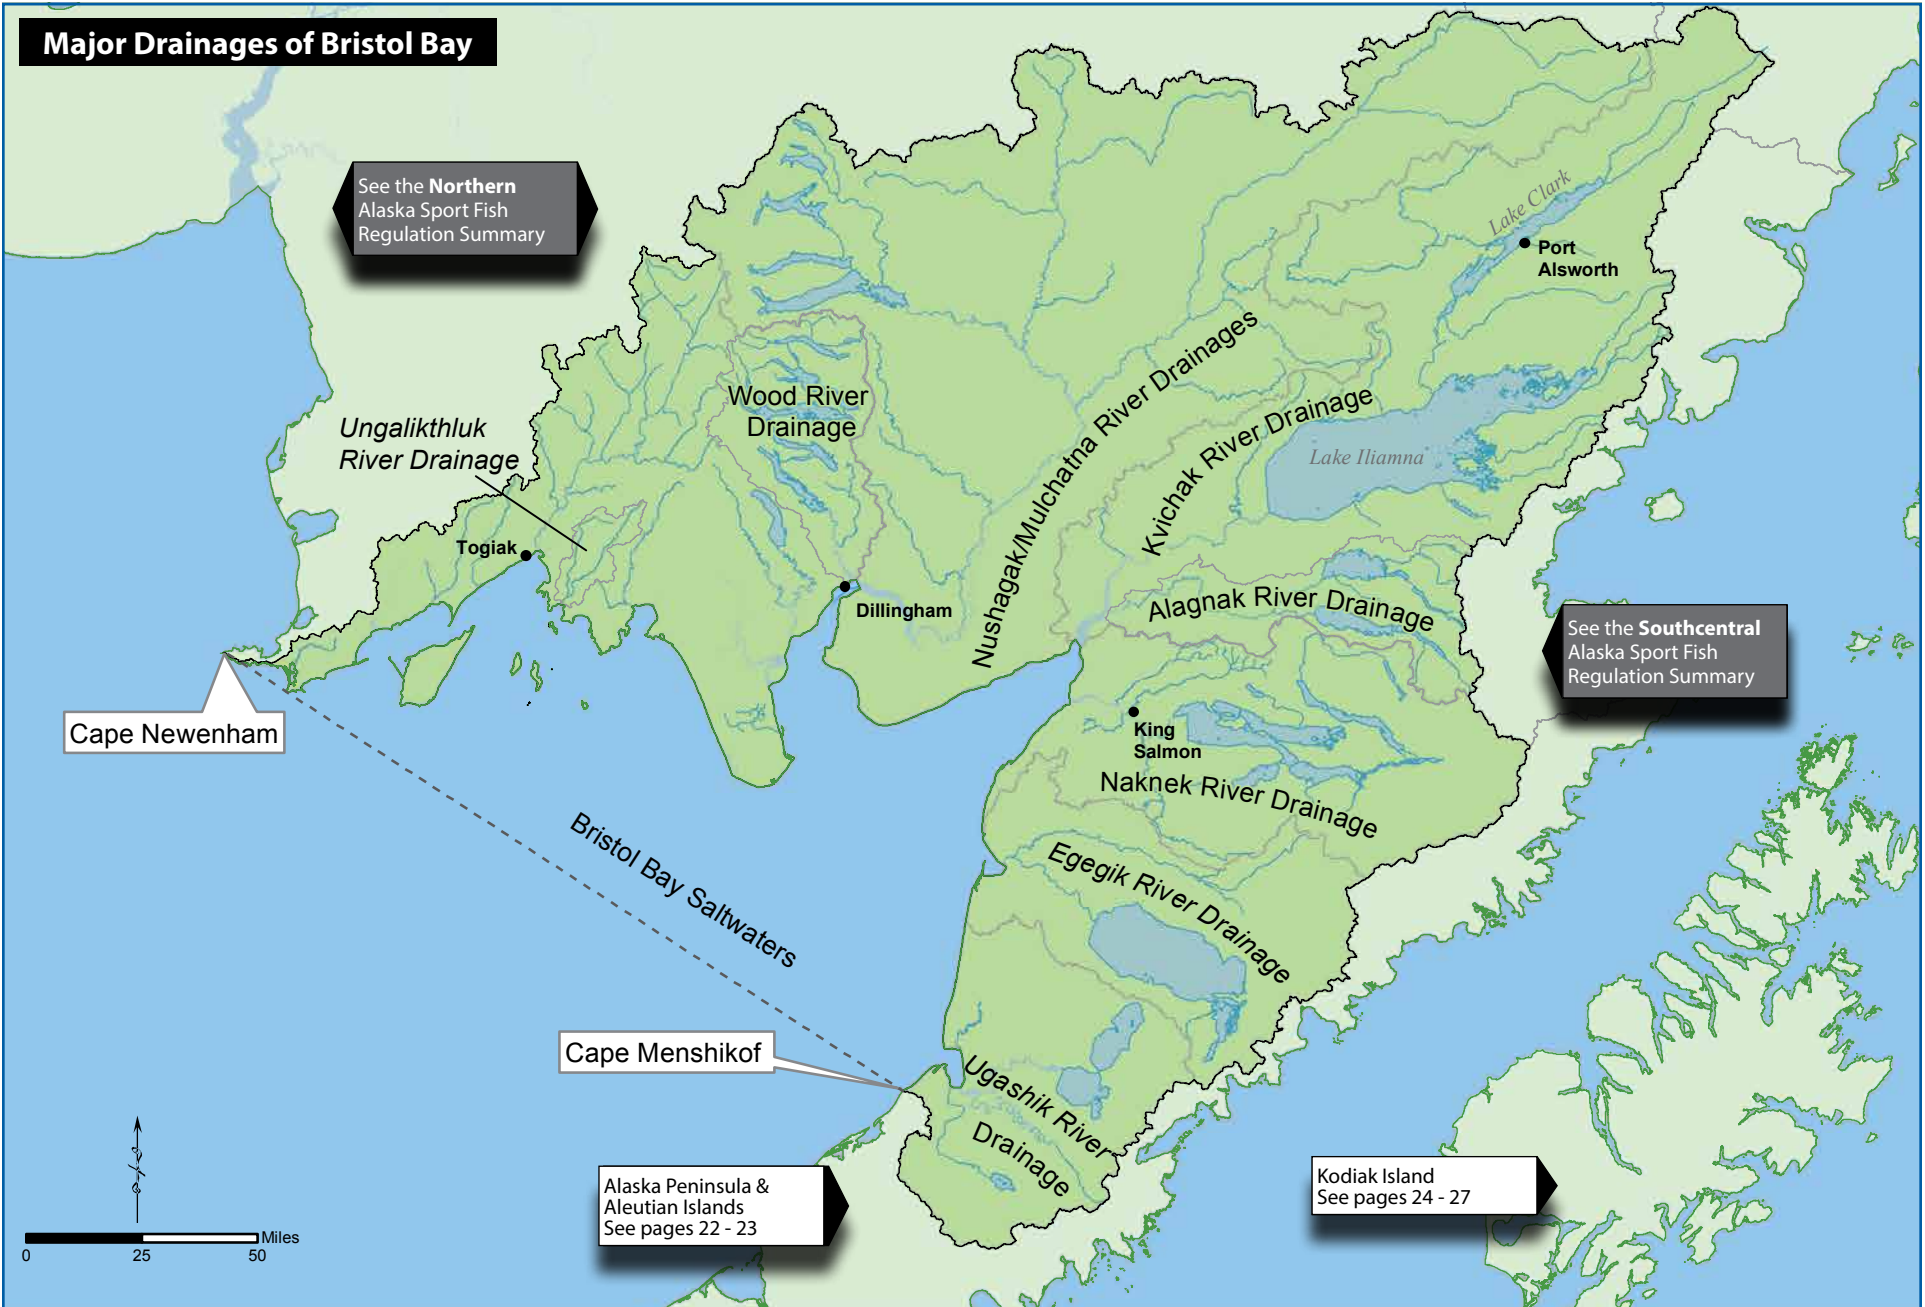 Major Drainages of Bristol Bay
See the Northern
Alaska Sport Fish
Regulation Summary
Lake Clark
Port
Alsworth
Wood River
Drainage
Nushagak/Mulchatna River Drainages
Kvichak River Drainage
Lake Iliamna
Ungalikthluk
River Drainage
Togiak
Dillingham
Alagnak River Drainage
See the Southcentral
Alaska Sport Fish
Regulation Summary
Cape Newenham
King
Salmon
Naknek River Drainage
Bristol Bay Saltwaters
Egegik River Drainage
Cape Menshikof
Ugashik River
Drainage
Alaska Peninsula &
Aleutian Islands
See pages 22 - 23
Kodiak Island
See pages 24 - 27
Miles
0 25 50